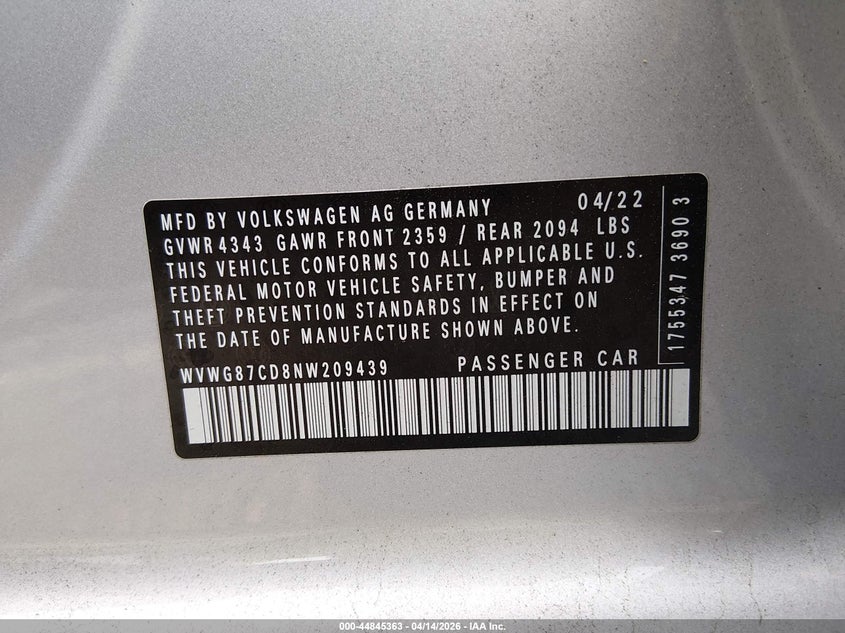 MFD BY VOLKSWAGEN AG GERMANY 04/22
GVWR 4343 GAWR FRONT 2359 / REAR 2094 LBS
THIS VEHICLE CONFORMS TO ALL APPLICABLE U.S.
FEDERAL MOTOR VEHICLE SAFETY, BUMPER AND
THEFT PREVENTION STANDARDS IN EFFECT ON
THE DATE OF MANUFACTURE SHOWN ABOVE.
WVWG87CD8NW209439 PASSENGER CAR
1755347 3690 3
000-44845363 - 04/14/2026 - IAA Inc.